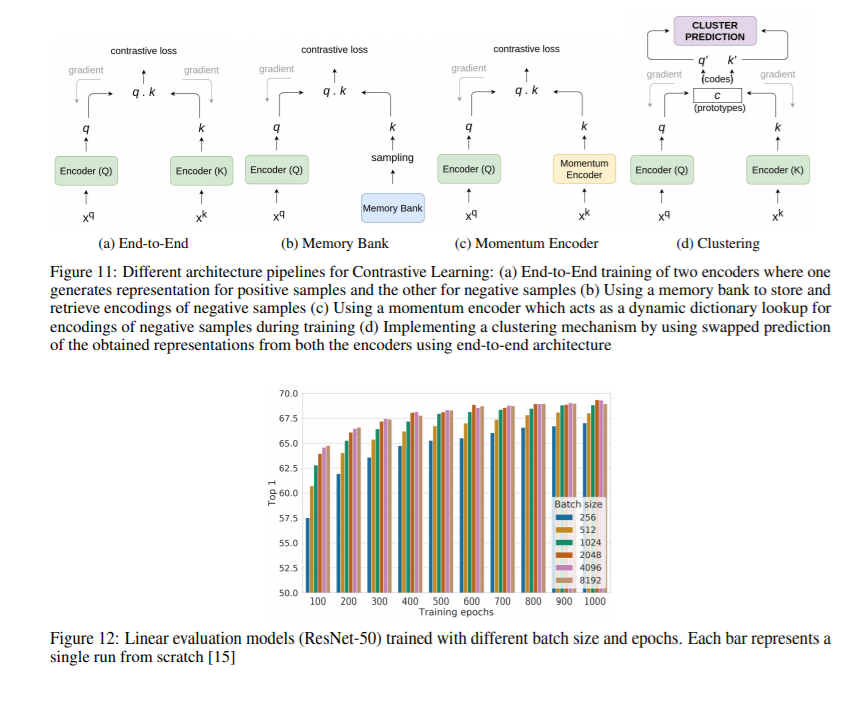 CLUSTER
PREDICTION
contrastive loss
contrastive loss
contrastive loss
q' k'
gradient
gradient
gradient
gradient
gradient
(codes)
gradient
q . k
q . k
q . k
c
(prototypes)
q
k
q
k
q
k
q
k
sampling
Encoder (Q)
Encoder (K)
Encoder (Q)
Memory Bank
Encoder (Q)
Momentum
Encoder
Encoder (Q)
Encoder (K)
xq
xk
xq
xq
xk
xq
xk
(a) End-to-End
(b) Memory Bank
(c) Momentum Encoder
(d) Clustering
Figure 11: Different architecture pipelines for Contrastive Learning: (a) End-to-End training of two encoders where one
generates representation for positive samples and the other for negative samples (b) Using a memory bank to store and
retrieve encodings of negative samples (c) Using a momentum encoder which acts as a dynamic dictionary lookup for
encodings of negative samples during training (d) Implementing a clustering mechanism by using swapped prediction
of the obtained representations from both the encoders using end-to-end architecture
70.0
67.5
65.0
62.5
60.0
57.5
55.0
52.5
50.0
Top 1
Batch size
256
512
1024
2048
4096
8192
100 200 300 400 500 600 700 800 900 1000
Training epochs
Figure 12: Linear evaluation models (ResNet-50) trained with different batch size and epochs. Each bar represents a
single run from scratch [15]